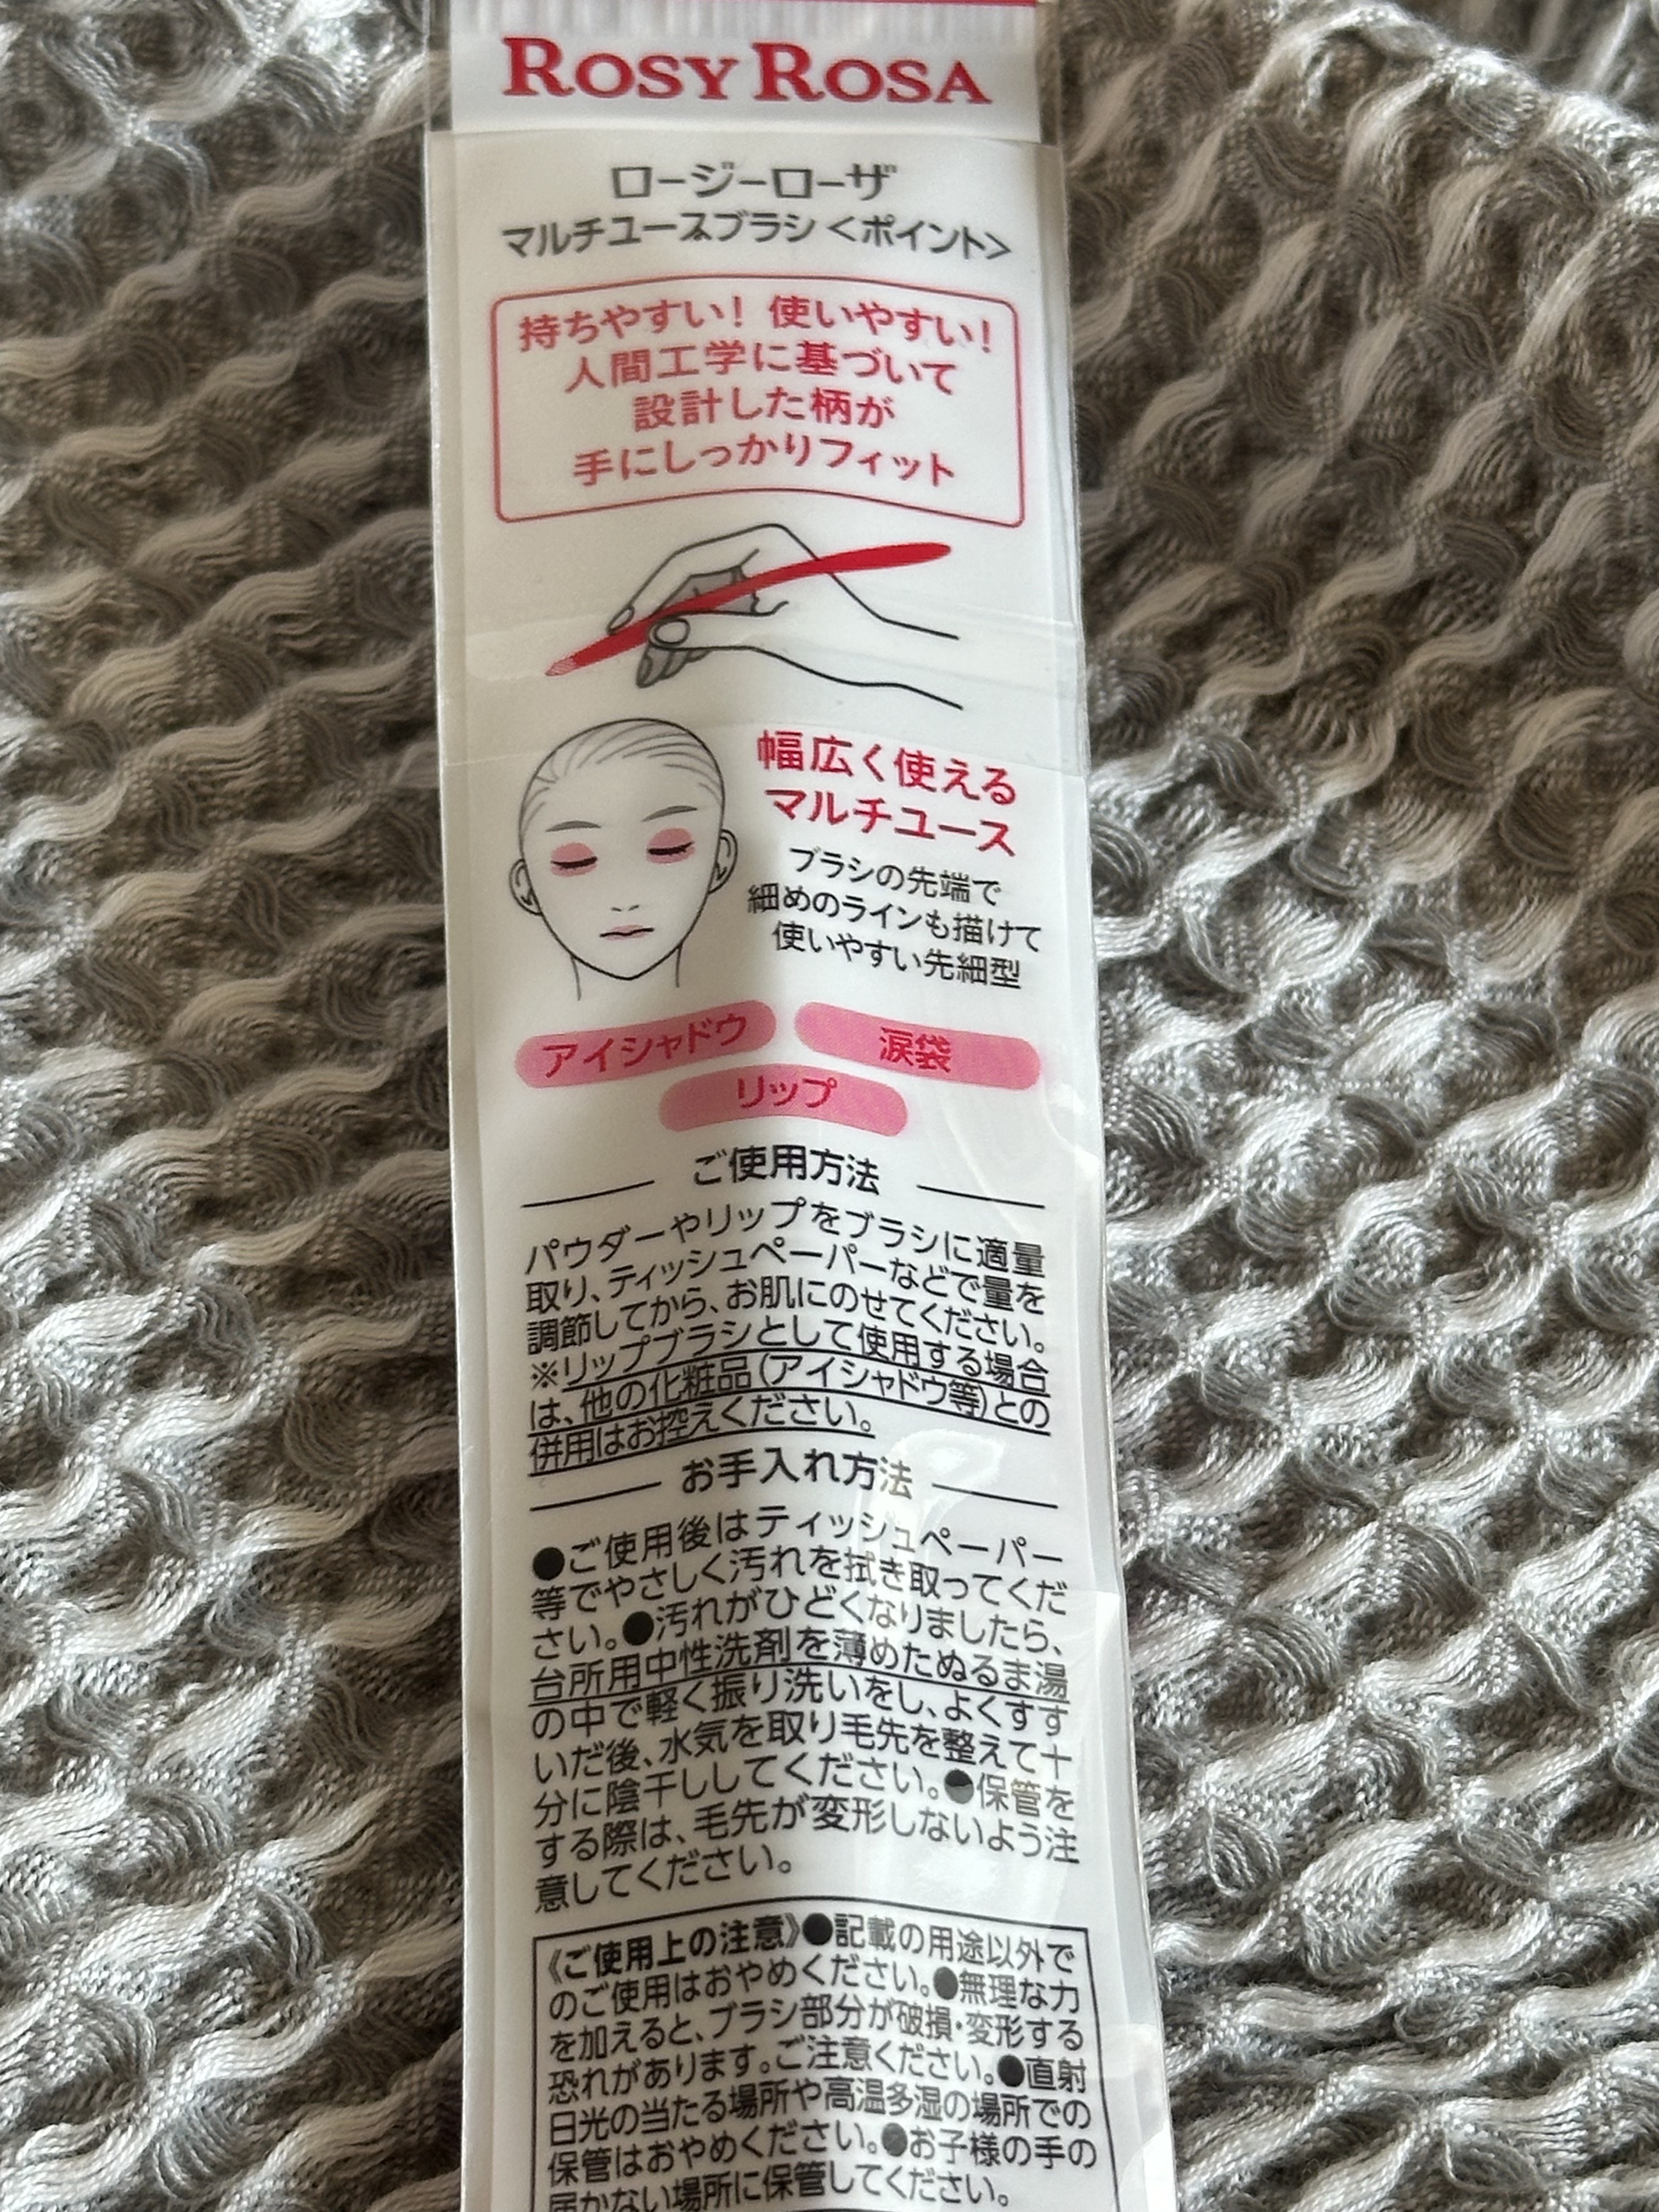 ROSY ROSA
ロージーローザ
マルチユースブラシ<ポイント>
持ちやすい！使いやすい！
人間工学に基づいて
設計した柄が
手にしっかりフィット
幅広く使える
マルチユース
ブラシの先端で
細めのラインも描けて
使いやすい先細型
アイシャドウ
涙袋
リップ
ご使用方法
パウダーやリップをブラシに適量
取り、ティッシュペーパーなどで量を
調節してから、お肌にのせてください。
※リップブラシとして使用する場合
は、他の化粧品(アイシャドウ等)との
併用はお控えください。
お手入れ方法
●ご使用後はティッシュペーパー
等でやさしく汚れを拭き取ってくだ
さい。●汚れがひどくなりましたら、
台所用中性洗剤を薄めたぬるま湯
の中で軽く振り洗いをし、よくすす
いだ後、水気を取り毛先を整えて十
分に陰干ししてください。●保管を
する際は、毛先が変形しないよう注
意してください。
《ご使用上の注意》●記載の用途以外で
のご使用はおやめください。●無理な力
を加えると、ブラシ部分が破損・変形する
恐れがあります。ご注意ください。●直射
日光の当たる場所や高温多湿の場所での
保管はおやめください。●お子様の手の
届かない場所に保管してください。